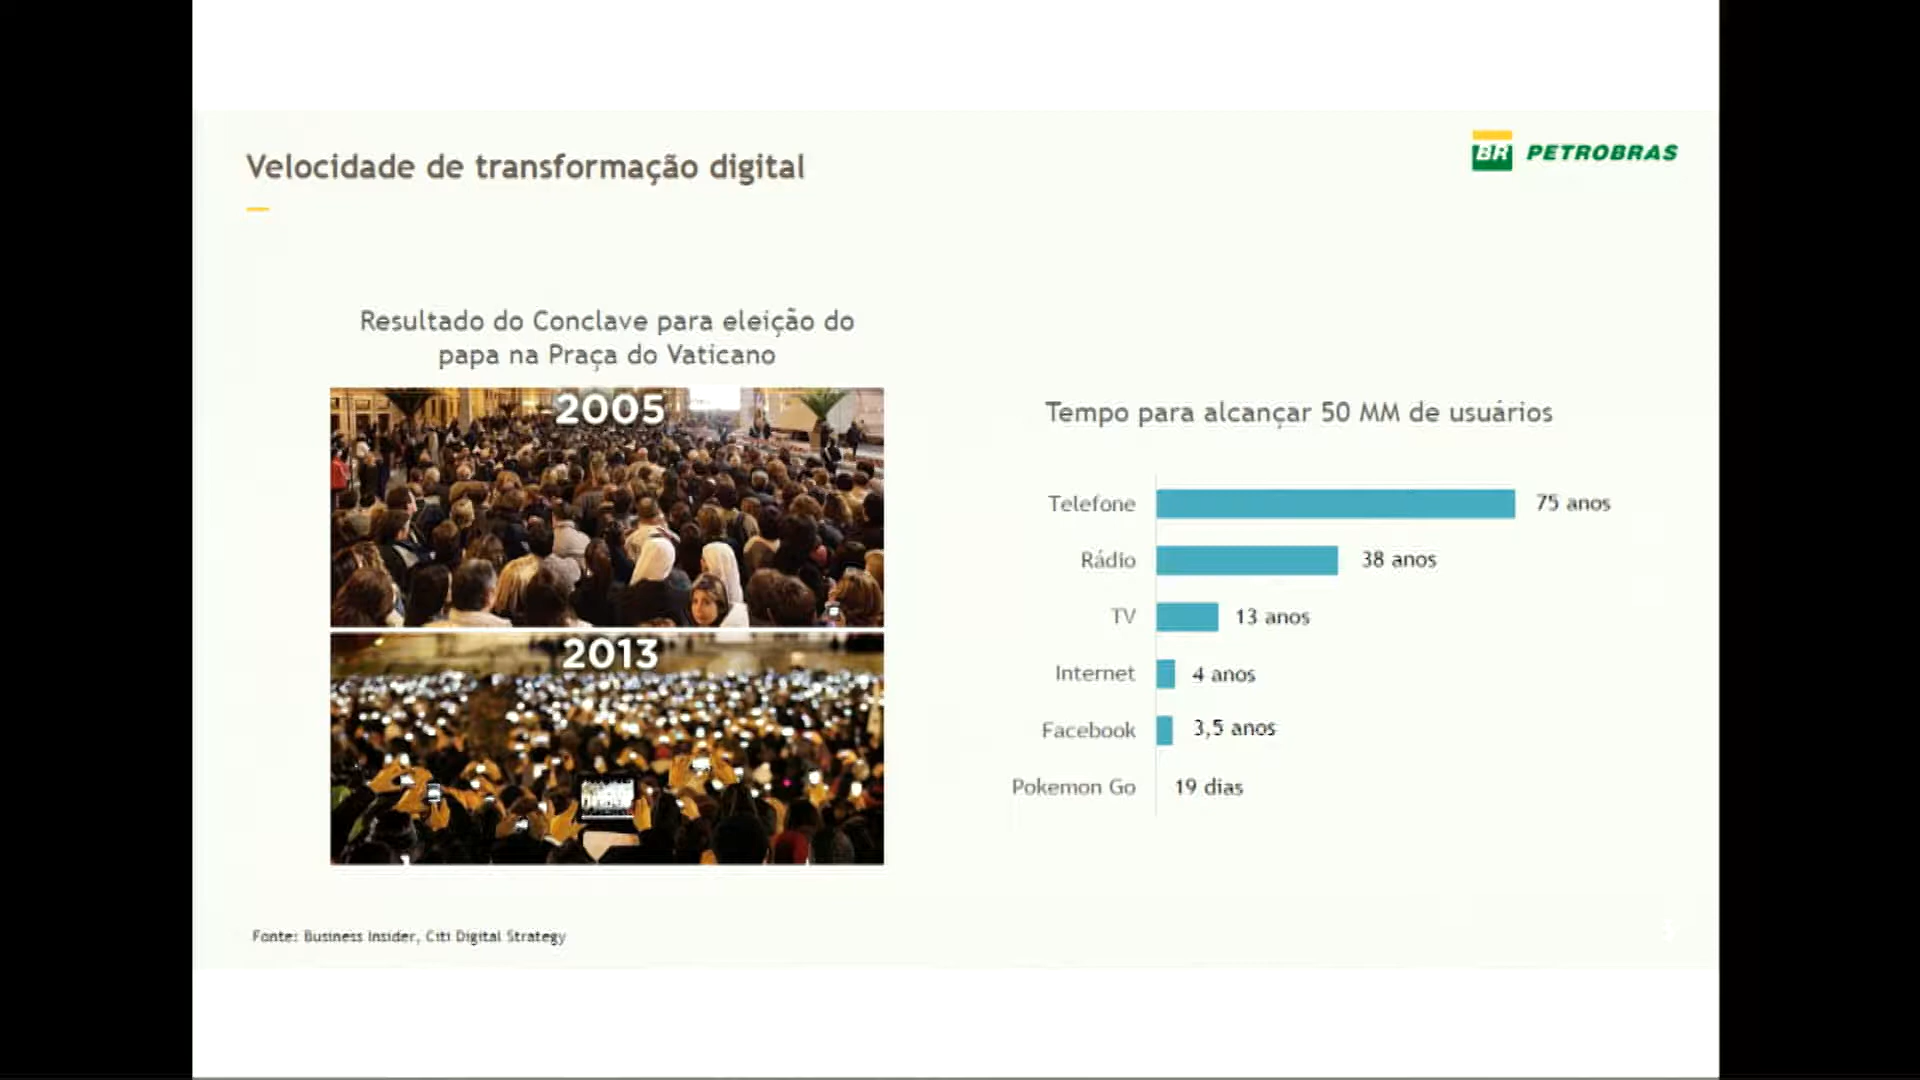 Velocidade de transformação digital
BR PETROBRAS
Resultado do Conclave para eleição do
papa na Praça do Vaticano
2005
2013
Tempo para alcançar 50 MM de usuários
Telefone 75 anos
Rádio 38 anos
TV 13 anos
Internet 4 anos
Facebook 3,5 anos
Pokemon Go 19 dias
Fonte: Business Insider, Citi Digital Strategy